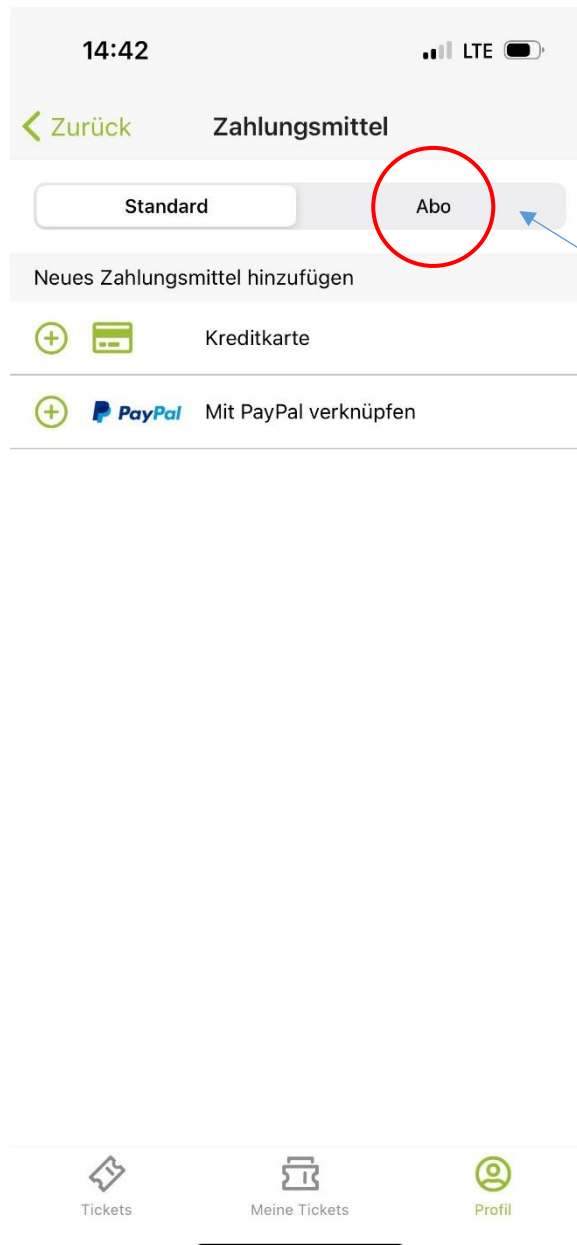 14:42 LTE
Zurück Zahlungsmittel
Standard Abo
Neues Zahlungsmittel hinzufügen
Kreditkarte
PayPal Mit PayPal verknüpfen
Tickets Meine Tickets Profil